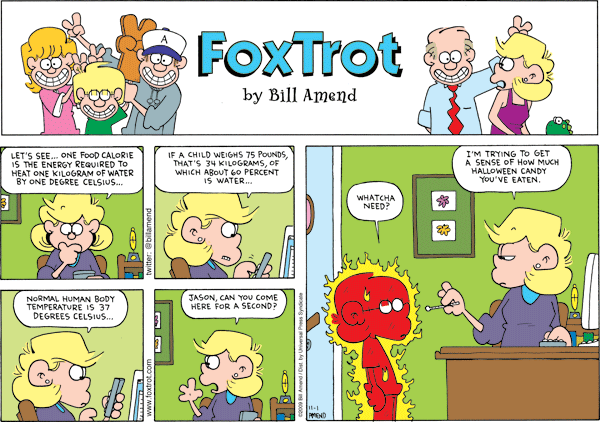 A
FoxTrot
by Bill Amend
LET'S SEE... ONE FOOD CALORIE
IS THE ENERGY REQUIRED TO
HEAT ONE KILOGRAM OF WATER
BY ONE DEGREE CELSIUS...
twitter: @billamend
IF A CHILD WEIGHS 75 POUNDS,
THAT'S 34 KILOGRAMS, OF
WHICH ABOUT 60 PERCENT
IS WATER...
NORMAL HUMAN BODY
TEMPERATURE IS 37
DEGREES CELSIUS...
www.foxtrot.com
JASON, CAN YOU COME
HERE FOR A SECOND?
©2009 Bill Amend / Dist. by Universal Press Syndicate
WHATCHA
NEED?
I'M TRYING TO GET
A SENSE OF HOW MUCH
HALLOWEEN CANDY
YOU'VE EATEN.
11-1
AMEND